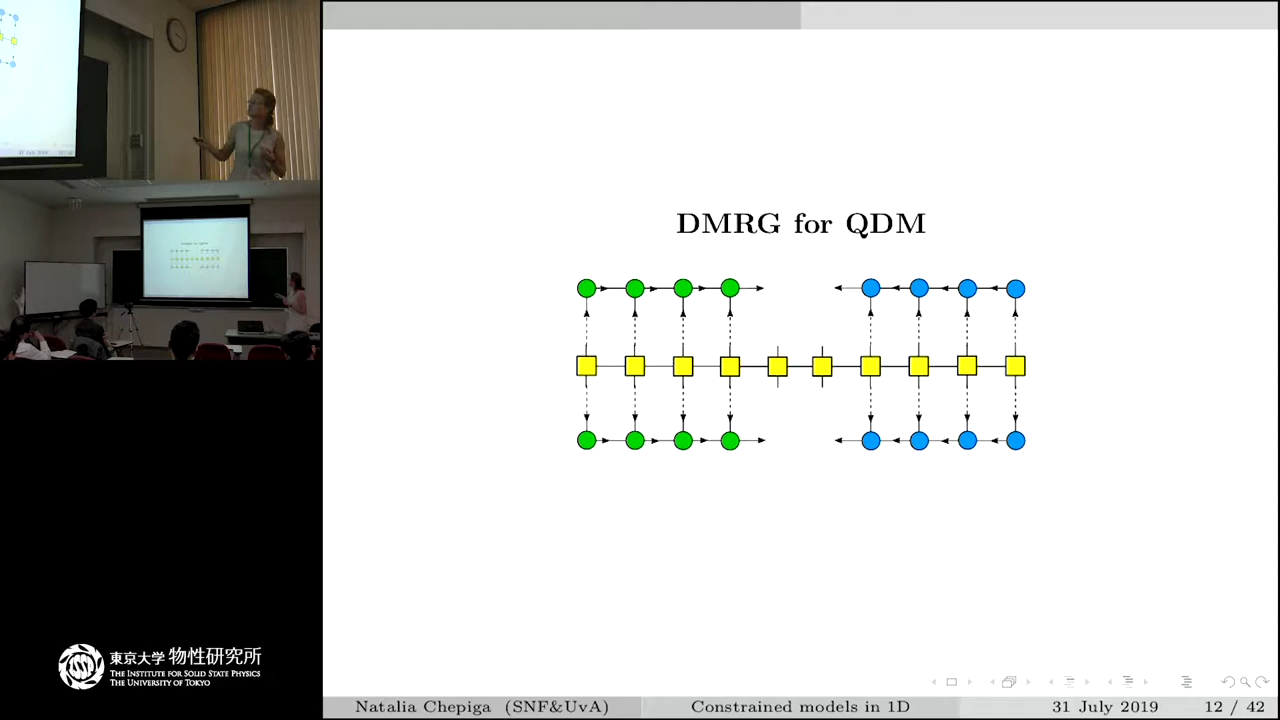 DMRG for QDM
東京大学 物性研究所
THE INSTITUTE FOR SOLID STATE PHYSICS
THE UNIVERSITY OF TOKYO
Natalia Chepiga (SNF&UvA)
Constrained models in 1D
31 July 2019
12 / 42